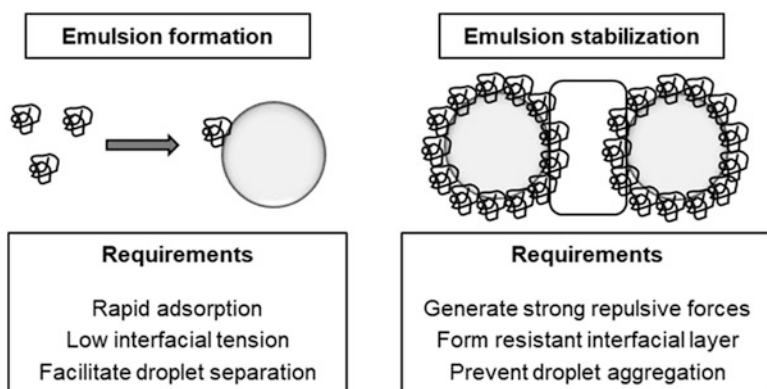 Emulsion formation
Requirements
Rapid adsorption
Low interfacial tension
Facilitate droplet separation
Emulsion stabilization
Requirements
Generate strong repulsive forces
Form resistant interfacial layer
Prevent droplet aggregation